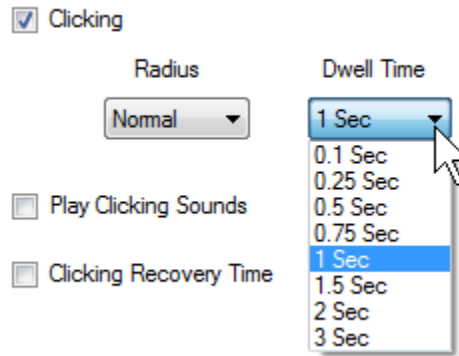 Clicking
Radius Dwell Time
Normal 1 Sec
0.1 Sec
0.25 Sec
0.5 Sec
0.75 Sec
1 Sec
1.5 Sec
2 Sec
3 Sec
Play Clicking Sounds
Clicking Recovery Time